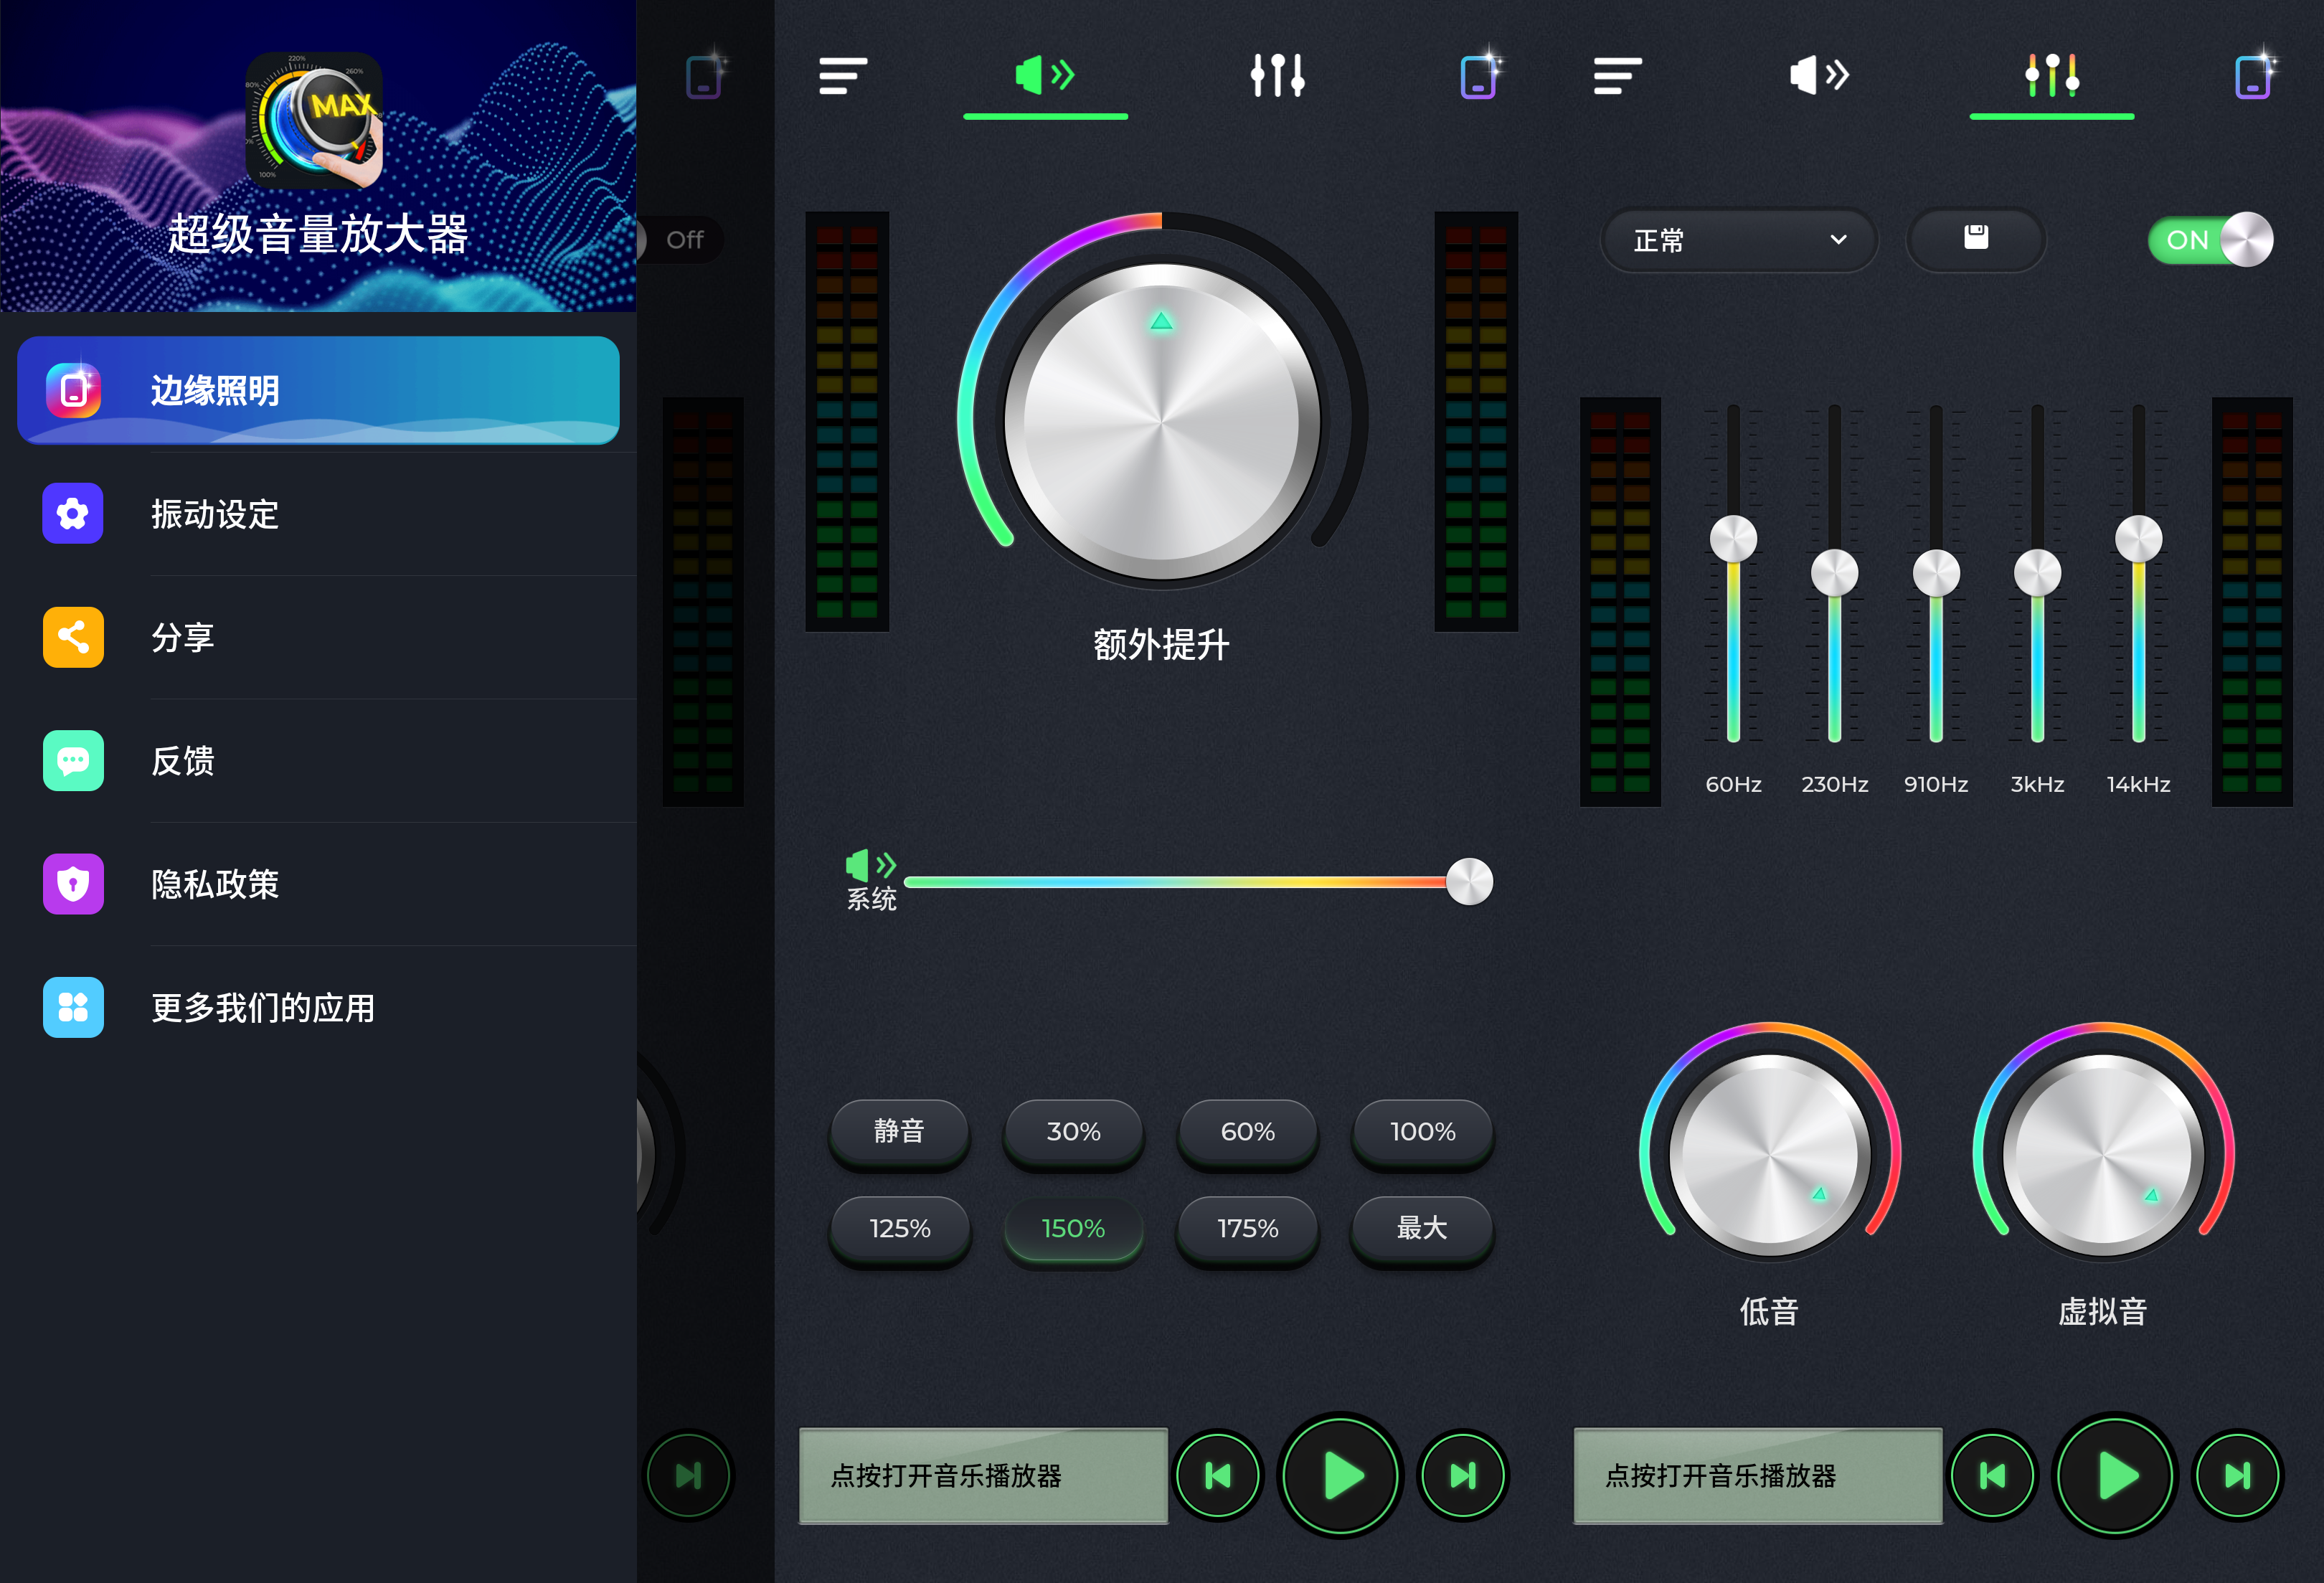 220%
260%
MAX
100%
超级音量放大器
Off
边缘照明
振动设定
分享
反馈
隐私政策
更多我们的应用
额外提升
系统
静音
30%
60%
100%
125%
150%
175%
最大
点按打开音乐播放器
正常
ON
60Hz
230Hz
910Hz
3kHz
14kHz
低音
虚拟音
点按打开音乐播放器